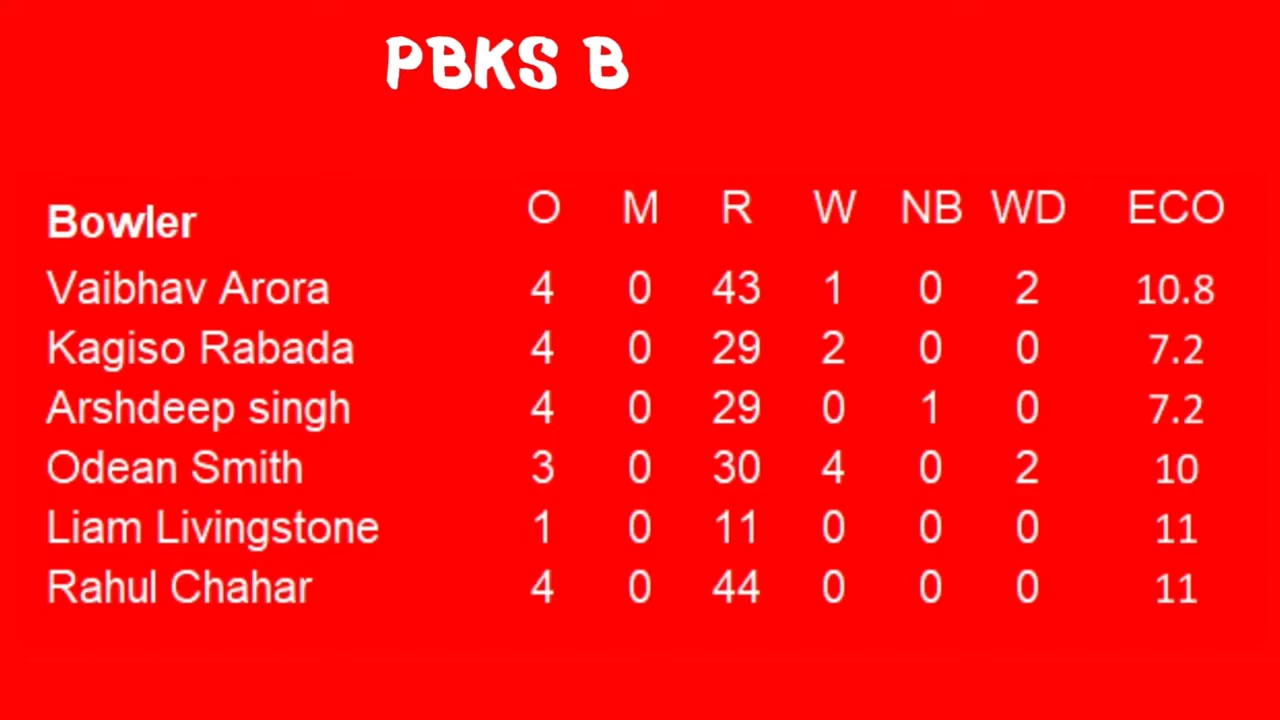 PBKS B
Bowler O M R W NB WD ECO
Vaibhav Arora 4 0 43 1 0 2 10.8
Kagiso Rabada 4 0 29 2 0 0 7.2
Arshdeep singh 4 0 29 0 1 0 7.2
Odean Smith 3 0 30 4 0 2 10
Liam Livingstone 1 0 11 0 0 0 11
Rahul Chahar 4 0 44 0 0 0 11